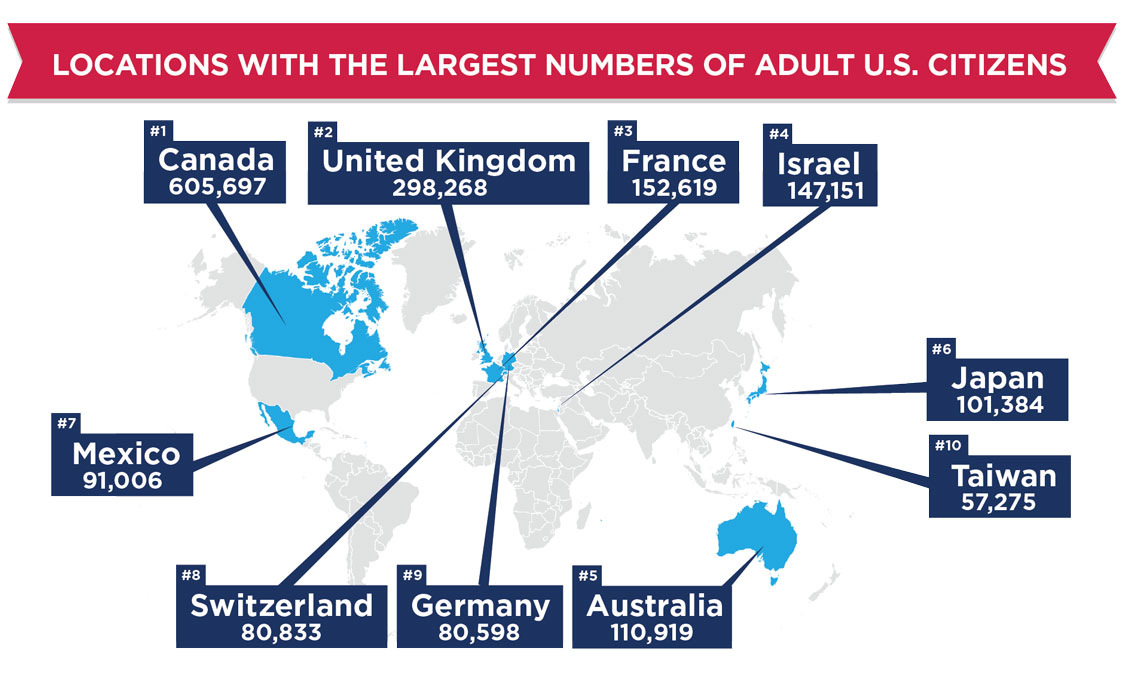 LOCATIONS WITH THE LARGEST NUMBERS OF ADULT U.S. CITIZENS
#1
Canada
605,697
#2
United Kingdom
298,268
#3
France
152,619
#4
Israel
147,151
#6
Japan
101,384
#7
Mexico
91,006
#10
Taiwan
57,275
#8
Switzerland
80,833
#9
Germany
80,598
#5
Australia
110,919